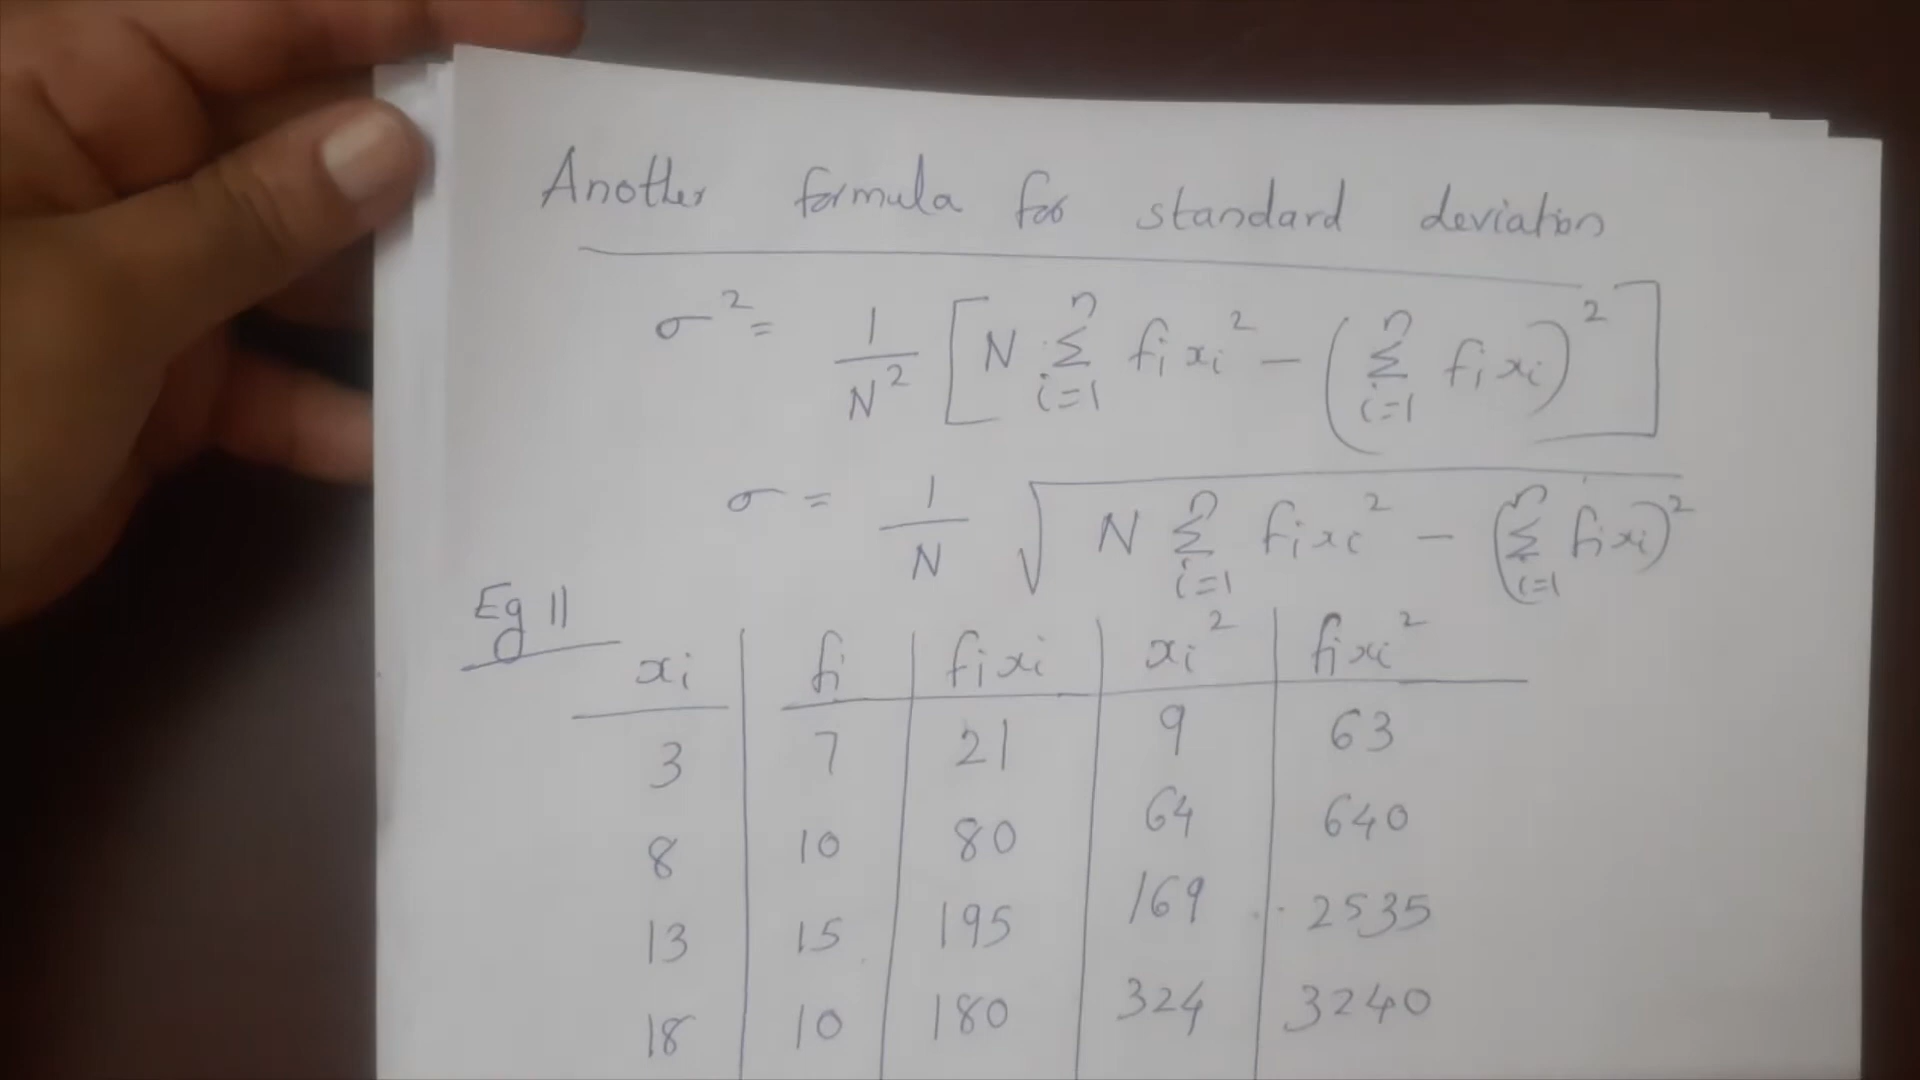 Another formula for standard deviation
σ² = 1/N² [N Σ_{i=1}^{n} fᵢxᵢ² − (Σ_{i=1}^{n} fᵢxᵢ)²]
σ = 1/N √(N Σ_{i=1}^{n} fᵢxᵢ² − (Σ_{i=1}^{n} fᵢxᵢ)²)
Eg 11
xᵢ | fᵢ | fᵢxᵢ | xᵢ² | fᵢxᵢ²
3 | 7 | 21 | 9 | 63
8 | 10 | 80 | 64 | 640
13 | 15 | 195 | 169 | 2535
18 | 10 | 180 | 324 | 3240